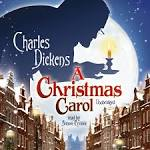 Charles
Dickens
A
Christmas
Carol
Unabridged
read by